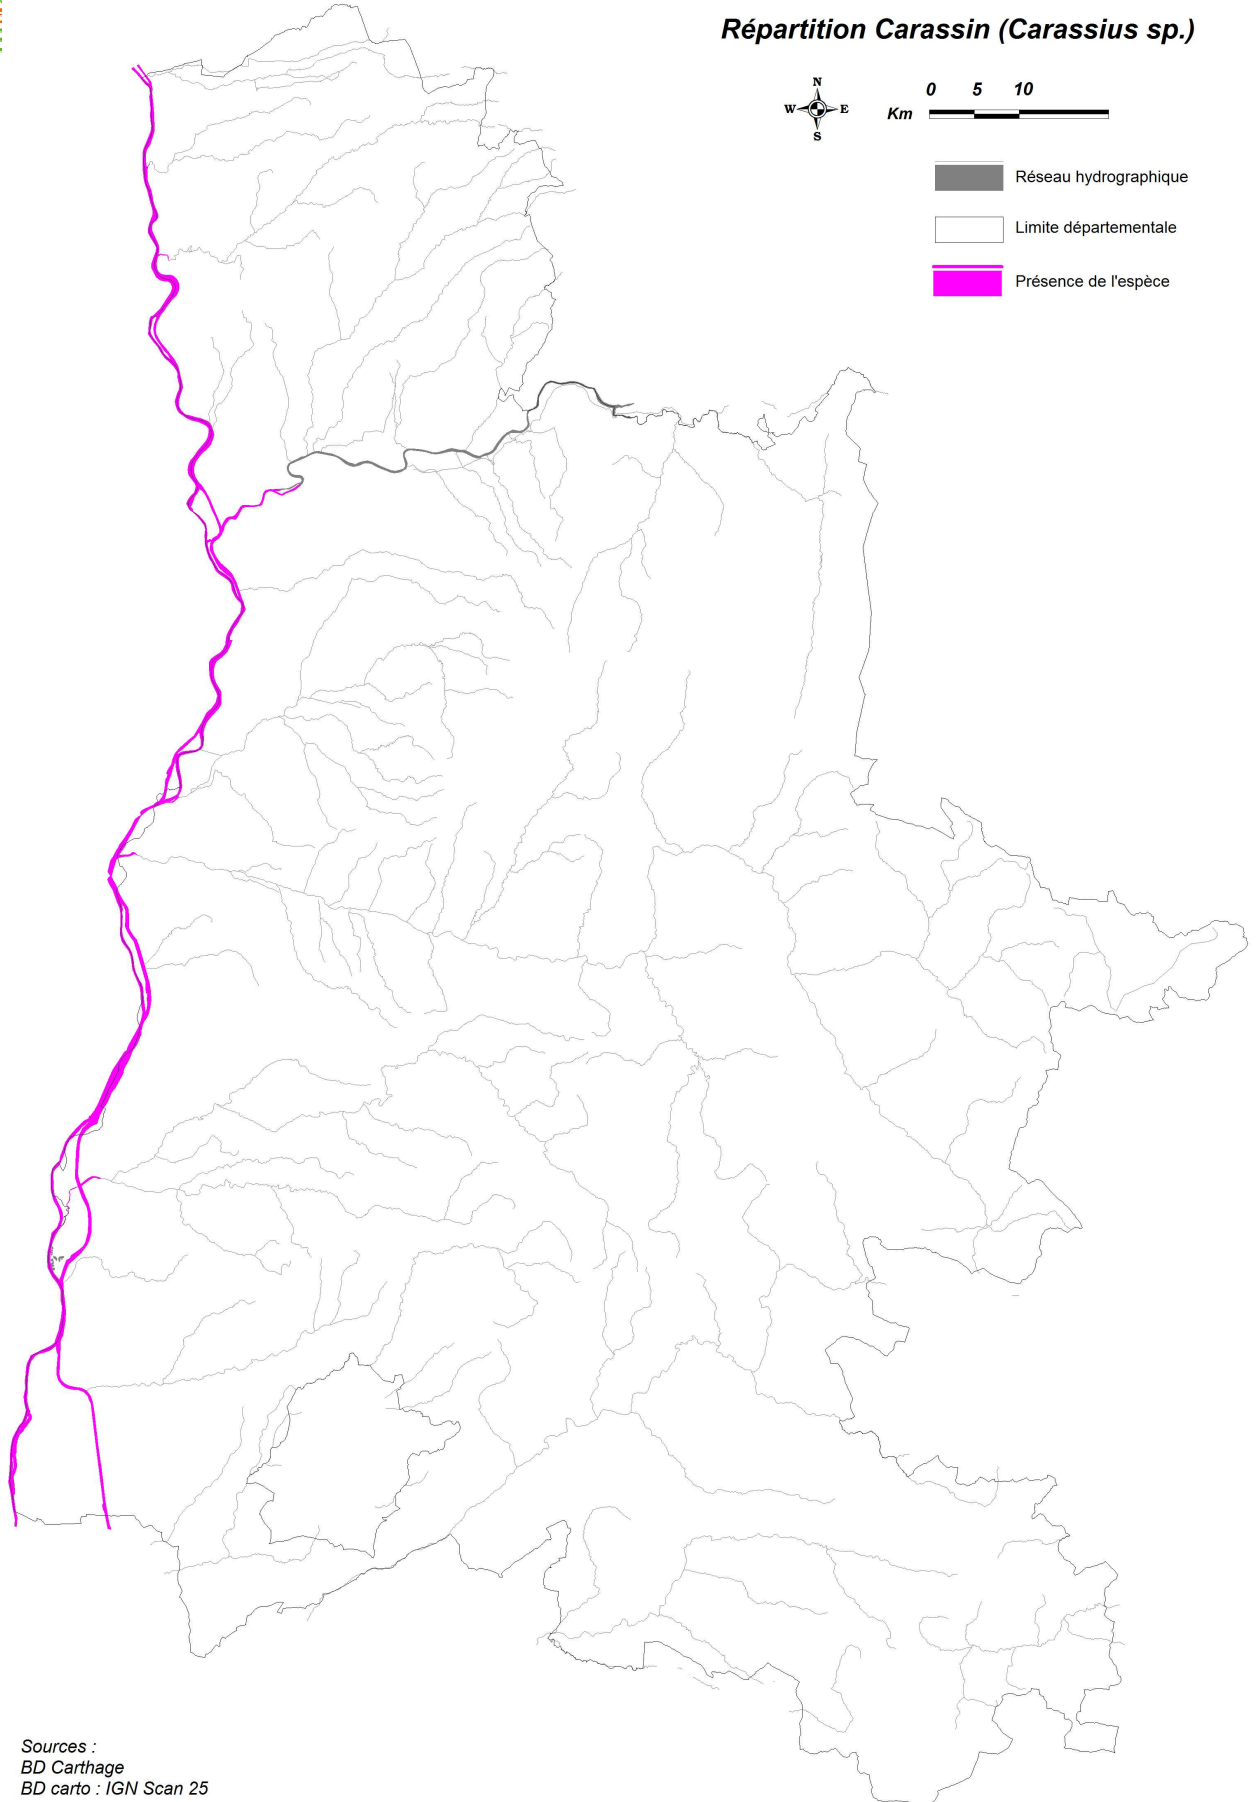 Répartition Carassin (Carassius sp.)
N
W E
S
0 5 10
Km
Réseau hydrographique
Limite départementale
Présence de l'espèce
Sources :
BD Carthage
BD carto : IGN Scan 25